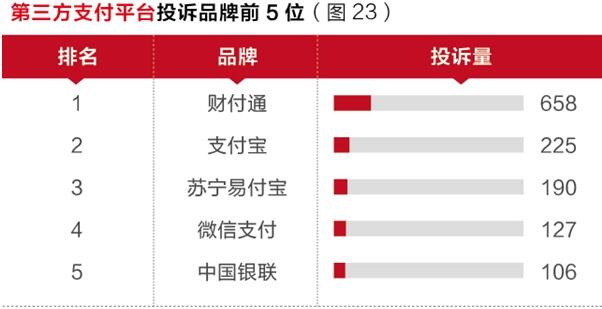 第三方支付平台投诉品牌前 5 位（图 23）
排名 品牌 投诉量
1 财付通 658
2 支付宝 225
3 苏宁易付宝 190
4 微信支付 127
5 中国银联 106